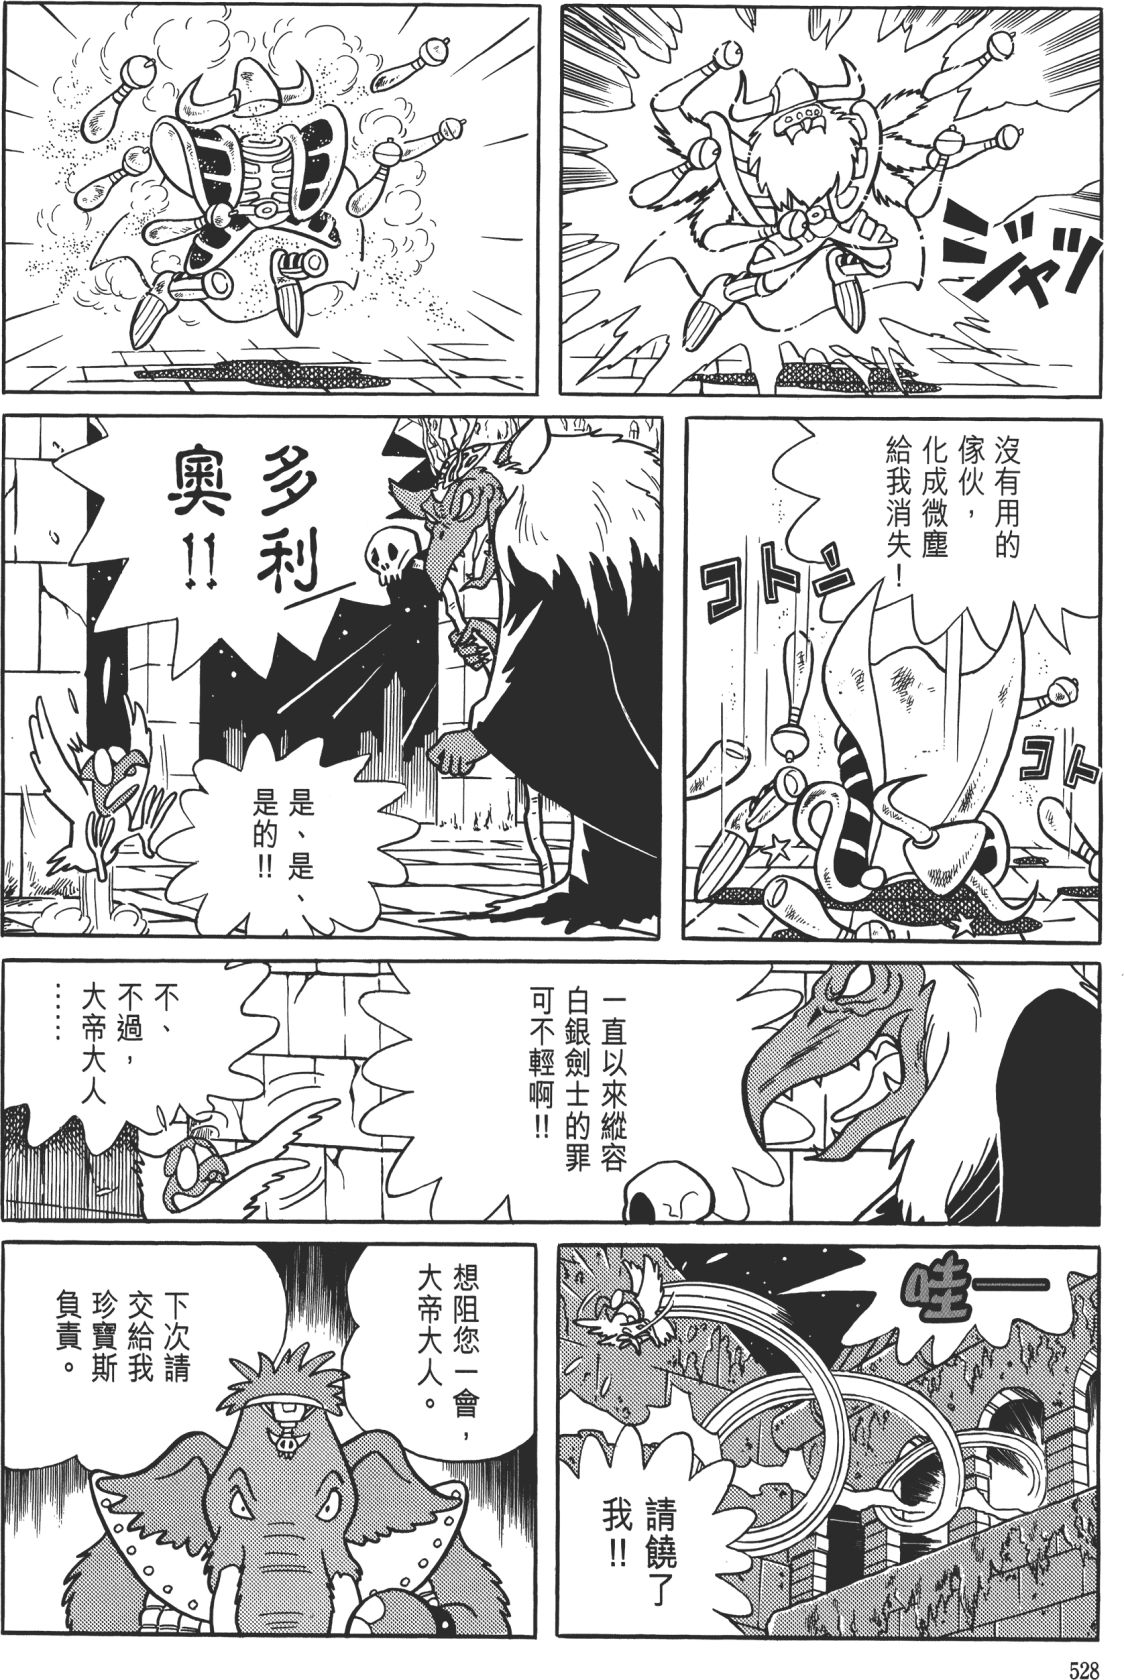 ジャッ
沒有用的
傢伙，
化成微塵
給我消失！
コトン
コト
多利
奧!!
是、是、
是的!!
一直以來縱容
白銀劍士的罪
可不輕啊!!
不、
不過，
大帝大人
……
哇——
請饒了
我!!
想阻您一會，
大帝大人。
下次請
交給我
珍寶斯
負責。
528